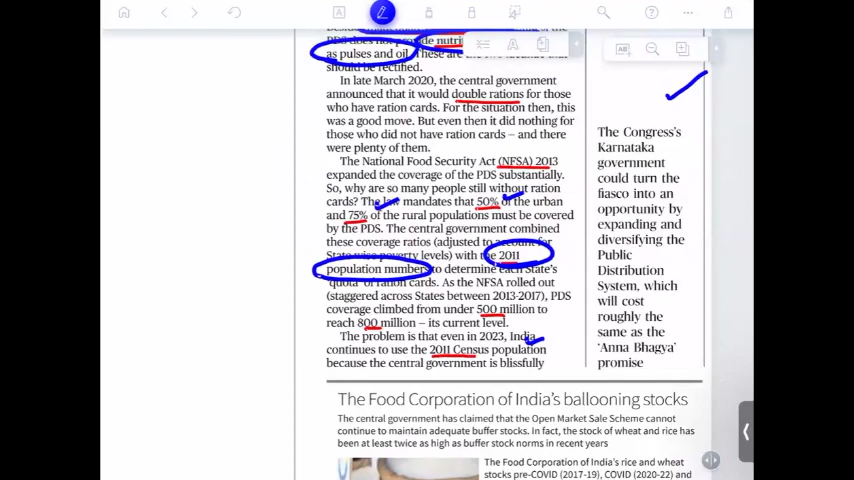 PDS does not provide nutri
as pulses and oil. These are the two
should be rectified.
In late March 2020, the central government
announced that it would double rations for those
who have ration cards. For the situation then, this
was a good move. But even then it did nothing for
those who did not have ration cards – and there
were plenty of them.
The National Food Security Act (NFSA) 2013
expanded the coverage of the PDS substantially.
So, why are so many people still without ration
cards? The law mandates that 50% of the urban
and 75% of the rural populations must be covered
by the PDS. The central government combined
these coverage ratios (adjusted to account for
State-wise poverty levels) with the 2011
population numbers to determine each State's
'quota' of ration cards. As the NFSA rolled out
(staggered across States between 2013-2017), PDS
coverage climbed from under 500 million to
reach 800 million – its current level.
The problem is that even in 2023, India
continues to use the 2011 Census population
because the central government is blissfully
The Congress's
Karnataka
government
could turn the
fiasco into an
opportunity by
expanding and
diversifying the
Public
Distribution
System, which
will cost
roughly the
same as the
'Anna Bhagya'
promise
The Food Corporation of India's ballooning stocks
The central government has claimed that the Open Market Sale Scheme cannot
continue to maintain adequate buffer stocks. In fact, the stock of wheat and rice has
been at least twice as high as buffer stock norms in recent years
The Food Corporation of India's rice and wheat
stocks pre-COVID (2017-19), COVID (2020-22) and